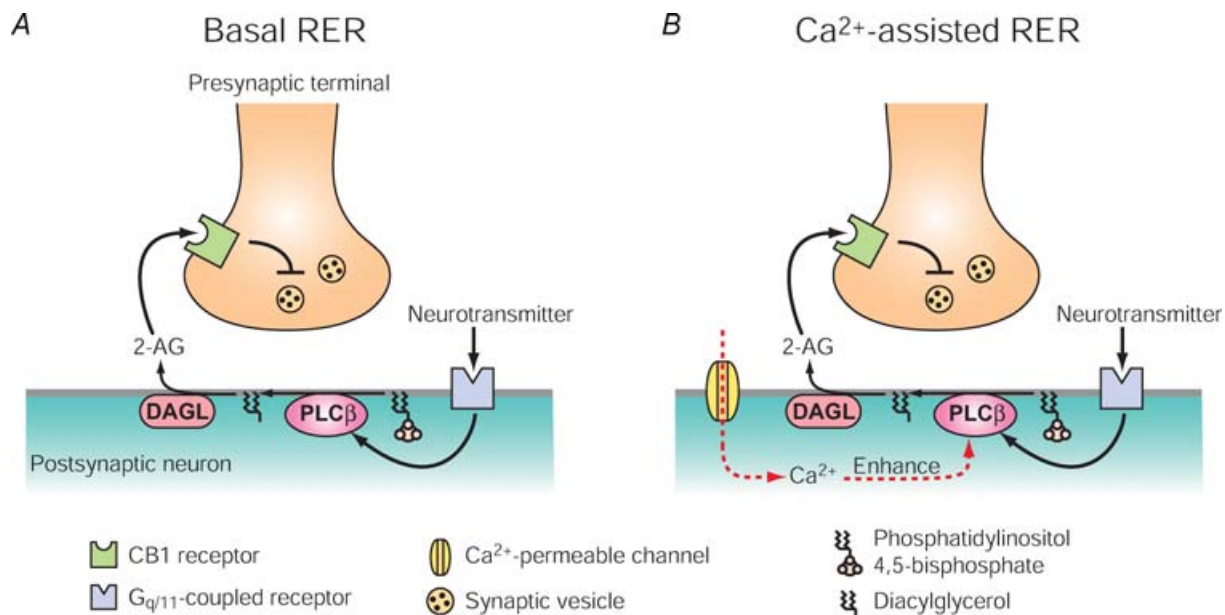 A
Basal RER
Presynaptic terminal
Neurotransmitter
2-AG
DAGL
PLCβ
Postsynaptic neuron
B
Ca²⁺-assisted RER
Neurotransmitter
2-AG
DAGL
PLCβ
Ca²⁺
Enhance
CB1 receptor
Gq/11-coupled receptor
Ca²⁺-permeable channel
Synaptic vesicle
Phosphatidylinositol
4,5-bisphosphate
Diacylglycerol